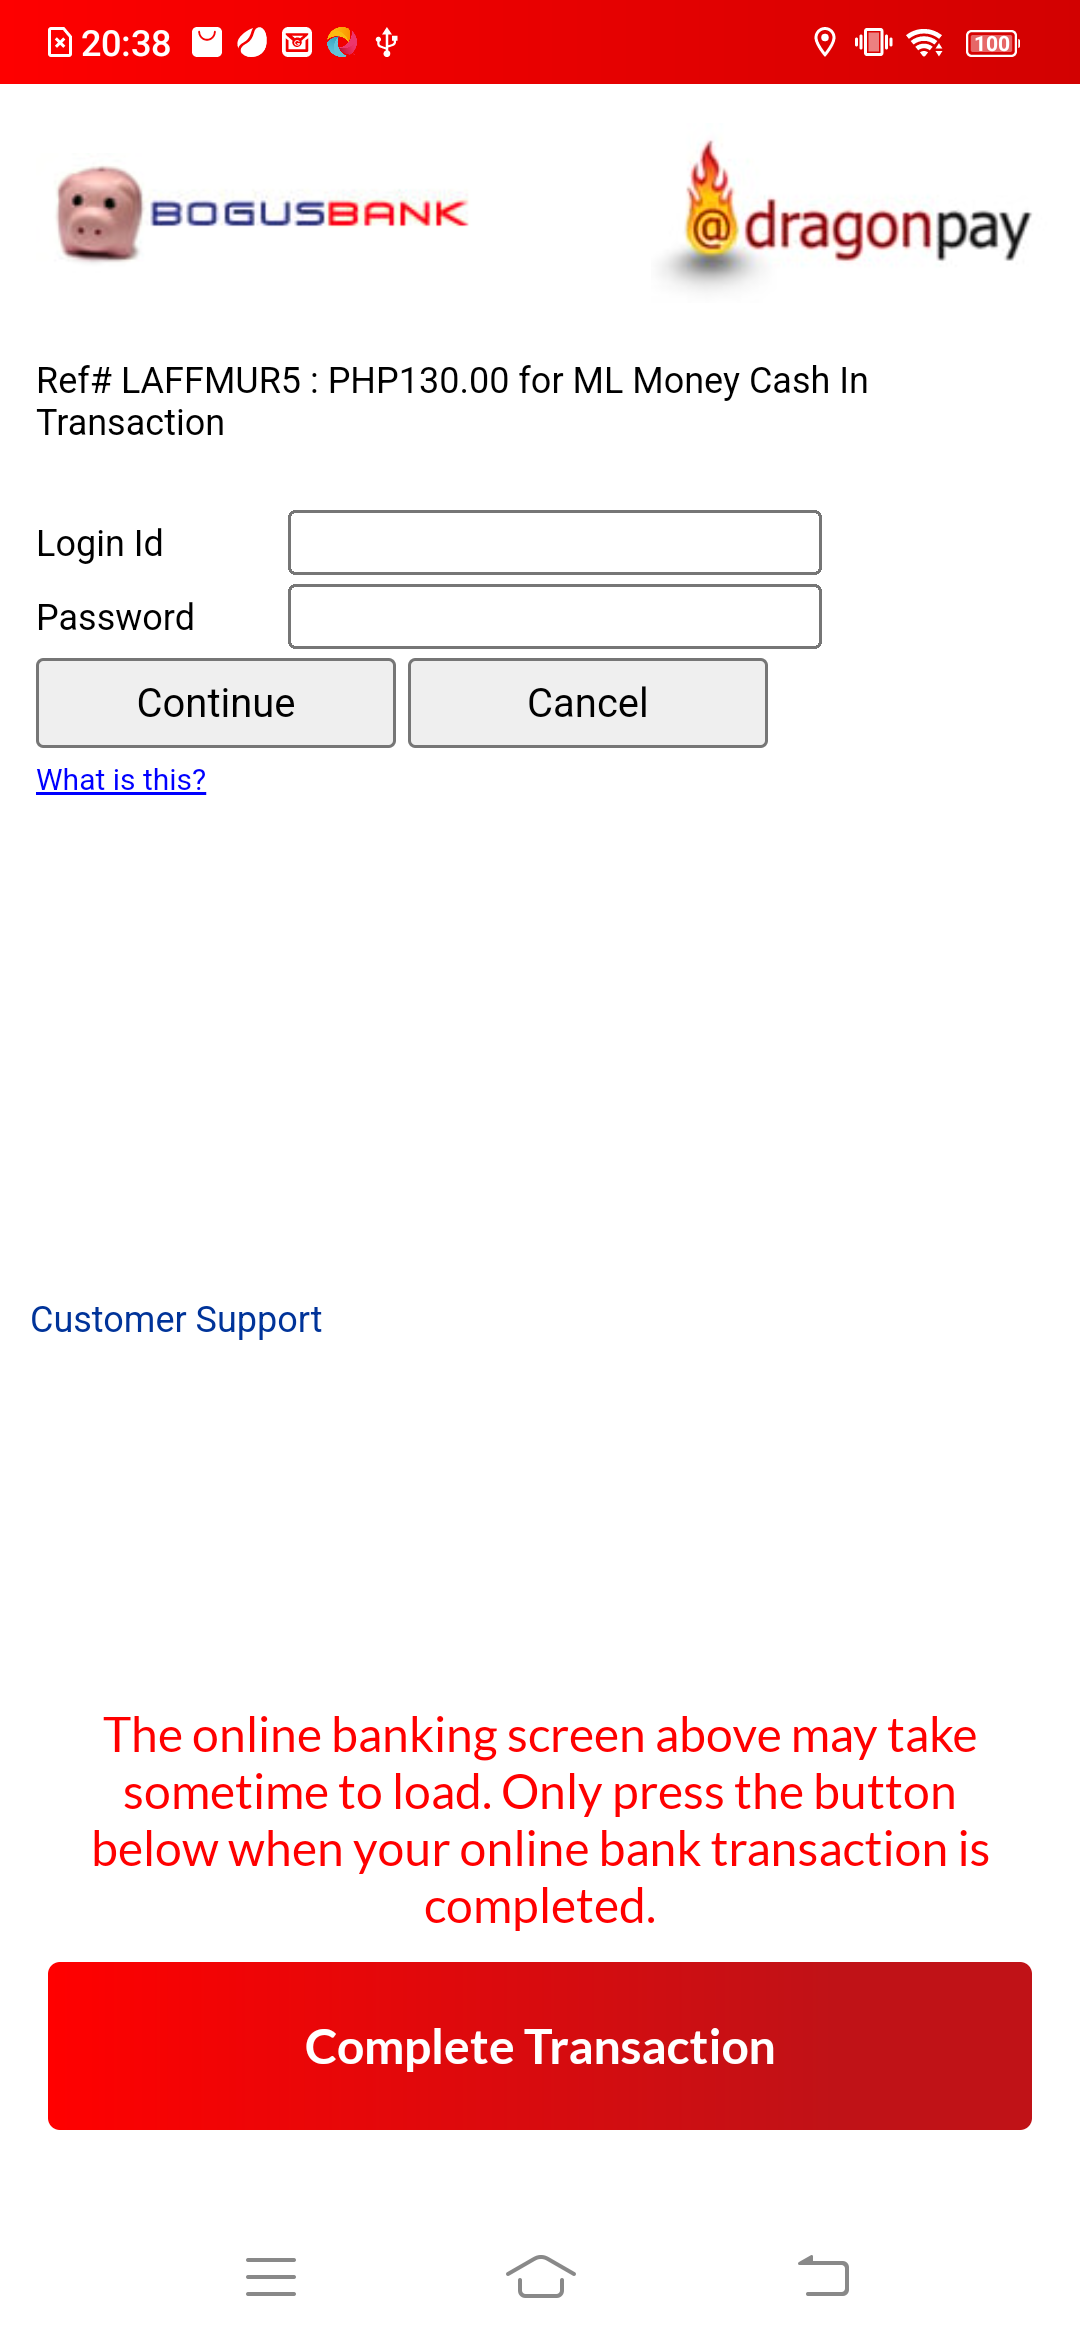 20:38
100
BOGUSBANK
@dragonpay
Ref# LAFFMUR5 : PHP130.00 for ML Money Cash In
Transaction
Login Id
Password
Continue
Cancel
What is this?
Customer Support
The online banking screen above may take
sometime to load. Only press the button
below when your online bank transaction is
completed.
Complete Transaction